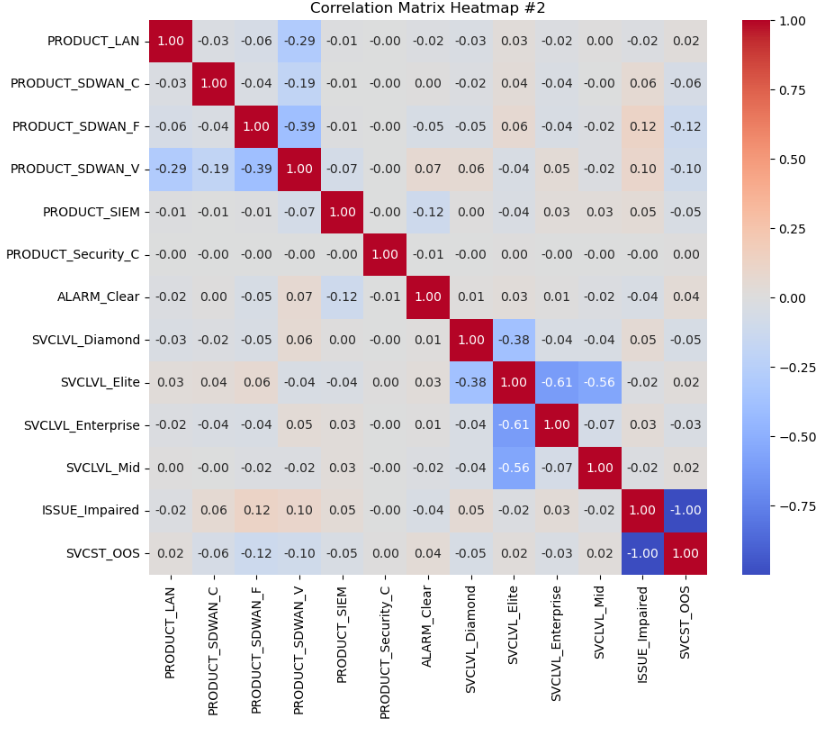 Correlation Matrix Heatmap #2
PRODUCT_LAN 1.00 -0.03 -0.06 -0.29 -0.01 -0.00 -0.02 -0.03 0.03 -0.02 0.00 -0.02 0.02
PRODUCT_SDWAN_C -0.03 1.00 -0.04 -0.19 -0.01 -0.00 0.00 -0.02 0.04 -0.04 -0.00 0.06 -0.06
PRODUCT_SDWAN_F -0.06 -0.04 1.00 -0.39 -0.01 -0.00 -0.05 -0.05 0.06 -0.04 -0.02 0.12 -0.12
PRODUCT_SDWAN_V -0.29 -0.19 -0.39 1.00 -0.07 -0.00 0.07 0.06 -0.04 0.05 -0.02 0.10 -0.10
PRODUCT_SIEM -0.01 -0.01 -0.01 -0.07 1.00 -0.00 -0.12 0.00 -0.04 0.03 0.03 0.05 -0.05
PRODUCT_Security_C -0.00 -0.00 -0.00 -0.00 -0.00 1.00 -0.01 -0.00 0.00 -0.00 -0.00 -0.00 0.00
ALARM_Clear -0.02 0.00 -0.05 0.07 -0.12 -0.01 1.00 0.01 0.03 0.01 -0.02 -0.04 0.04
SVCLVL_Diamond -0.03 -0.02 -0.05 0.06 0.00 -0.00 0.01 1.00 -0.38 -0.04 -0.04 0.05 -0.05
SVCLVL_Elite 0.03 0.04 0.06 -0.04 -0.04 0.00 0.03 -0.38 1.00 -0.61 -0.56 -0.02 0.02
SVCLVL_Enterprise -0.02 -0.04 -0.04 0.05 0.03 -0.00 0.01 -0.04 -0.61 1.00 -0.07 0.03 -0.03
SVCLVL_Mid 0.00 -0.00 -0.02 -0.02 0.03 -0.00 -0.02 -0.04 -0.56 -0.07 1.00 -0.02 0.02
ISSUE_Impaired -0.02 0.06 0.12 0.10 0.05 -0.00 -0.04 0.05 -0.02 0.03 -0.02 1.00 -1.00
SVCST_OOS 0.02 -0.06 -0.12 -0.10 -0.05 0.00 0.04 -0.05 0.02 -0.03 0.02 -1.00 1.00
PRODUCT_LAN
PRODUCT_SDWAN_C
PRODUCT_SDWAN_F
PRODUCT_SDWAN_V
PRODUCT_SIEM
PRODUCT_Security_C
ALARM_Clear
SVCLVL_Diamond
SVCLVL_Elite
SVCLVL_Enterprise
SVCLVL_Mid
ISSUE_Impaired
SVCST_OOS
1.00
0.75
0.50
0.25
0.00
-0.25
-0.50
-0.75